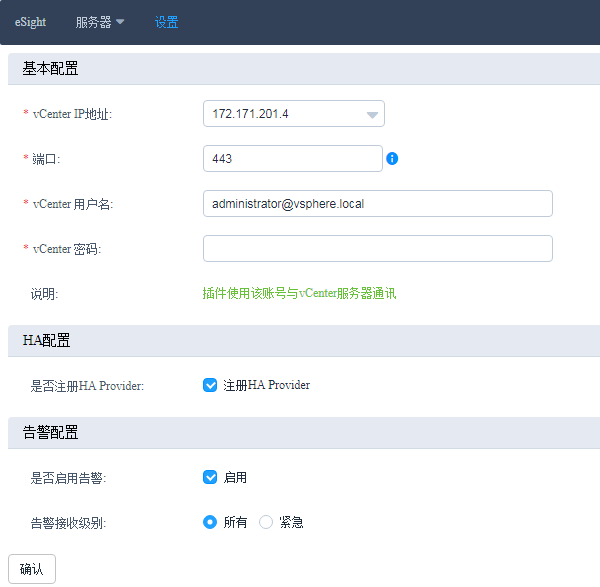 eSight 服务器 设置
基本配置
* vCenter IP地址: 172.171.201.4
* 端口: 443
* vCenter 用户名: administrator@vsphere.local
* vCenter 密码:
说明: 插件使用该账号与vCenter服务器通讯
HA配置
是否注册HA Provider: 注册HA Provider
告警配置
是否启用告警: 启用
告警接收级别: 所有 紧急
确认